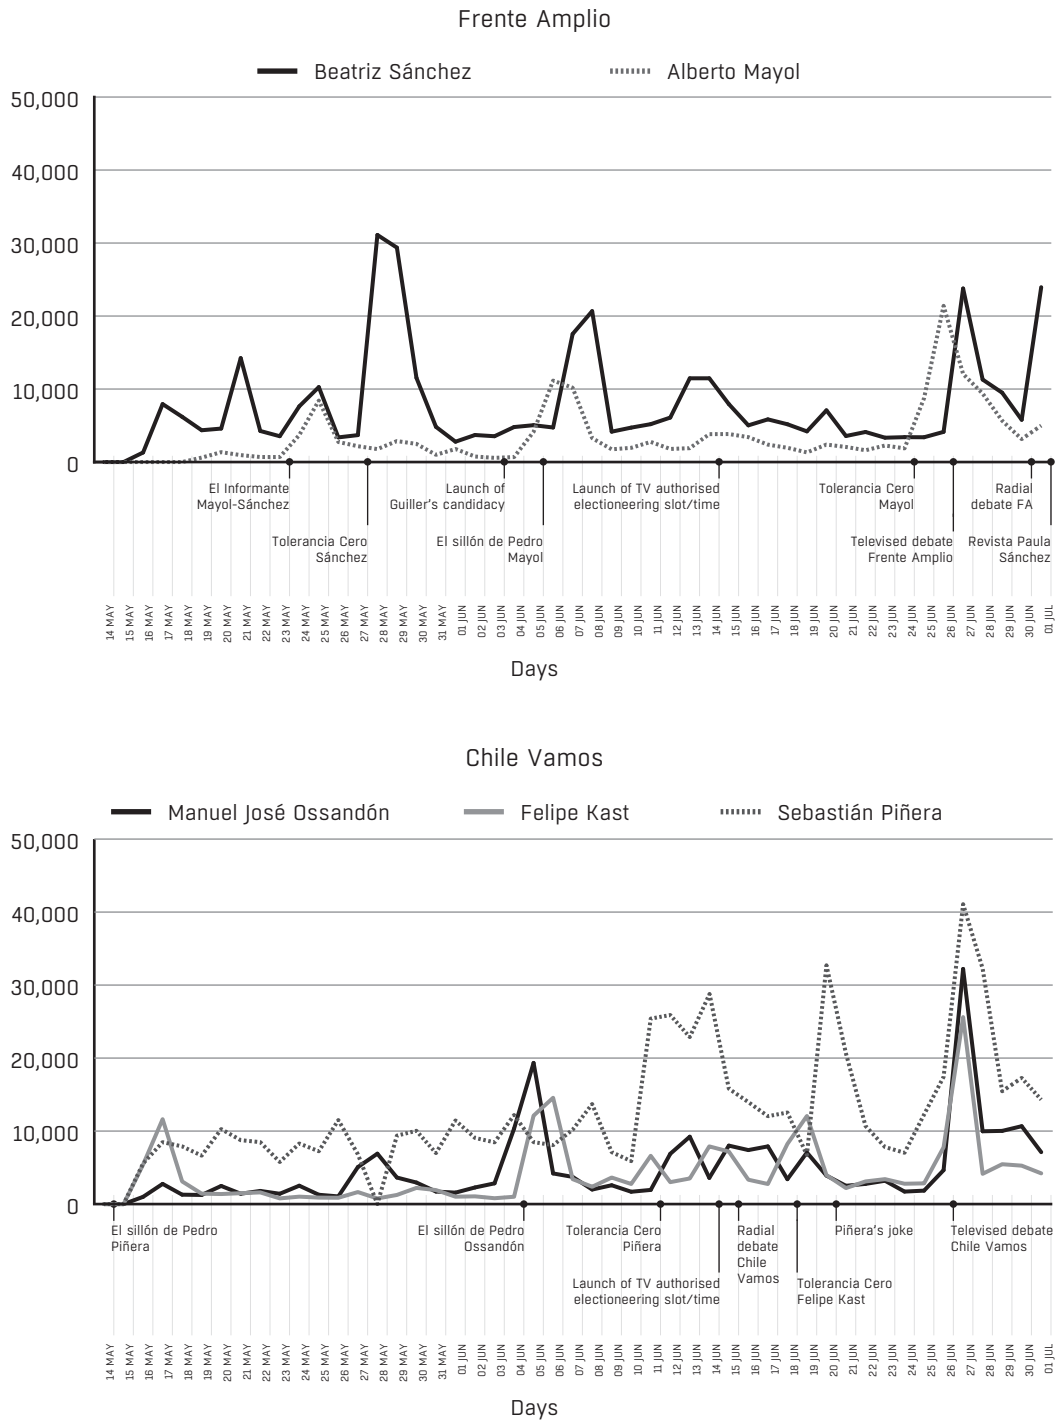 Frente Amplio
Beatriz Sánchez
Alberto Mayol
50,000
40,000
30,000
20,000
10,000
0
El Informante
Mayol-Sánchez
Tolerancia Cero
Sánchez
Launch of
Guiller's candidacy
El sillón de Pedro
Mayol
Launch of TV authorised
electioneering slot/time
Tolerancia Cero
Mayol
Televised debate
Frente Amplio
Radial
debate FA
Revista Paula
Sánchez
14 MAY
15 MAY
16 MAY
17 MAY
18 MAY
19 MAY
20 MAY
21 MAY
22 MAY
23 MAY
24 MAY
25 MAY
26 MAY
27 MAY
28 MAY
29 MAY
30 MAY
31 MAY
01 JUN
02 JUN
03 JUN
04 JUN
05 JUN
06 JUN
07 JUN
08 JUN
09 JUN
10 JUN
11 JUN
12 JUN
13 JUN
14 JUN
15 JUN
16 JUN
17 JUN
18 JUN
19 JUN
20 JUN
21 JUN
22 JUN
23 JUN
24 JUN
25 JUN
26 JUN
27 JUN
28 JUN
29 JUN
30 JUN
01 JUL
Days
Chile Vamos
Manuel José Ossandón
Felipe Kast
Sebastián Piñera
50,000
40,000
30,000
20,000
10,000
0
El sillón de Pedro
Piñera
El sillón de Pedro
Ossandón
Tolerancia Cero
Piñera
Launch of TV authorised
electioneering slot/time
Radial
debate
Chile
Vamos
Tolerancia Cero
Felipe Kast
Piñera's joke
Televised debate
Chile Vamos
14 MAY
15 MAY
16 MAY
17 MAY
18 MAY
19 MAY
20 MAY
21 MAY
22 MAY
23 MAY
24 MAY
25 MAY
26 MAY
27 MAY
28 MAY
29 MAY
30 MAY
31 MAY
01 JUN
02 JUN
03 JUN
04 JUN
05 JUN
06 JUN
07 JUN
08 JUN
09 JUN
10 JUN
11 JUN
12 JUN
13 JUN
14 JUN
15 JUN
16 JUN
17 JUN
18 JUN
19 JUN
20 JUN
21 JUN
22 JUN
23 JUN
24 JUN
25 JUN
26 JUN
27 JUN
28 JUN
29 JUN
30 JUN
01 JUL
Days